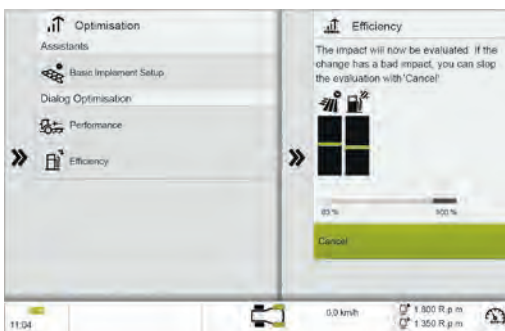 Optimisation
Assistants
Basic Implement Setup
Dialog Optimisation
Performance
Efficiency
11:04
Efficiency
The impact will now be evaluated. If the
change has a bad impact, you can stop
the evaluation with 'Cancel'
80 %
100 %
Cancel
0,0 km/h
1 800 R.p.m
1 350 R.p.m